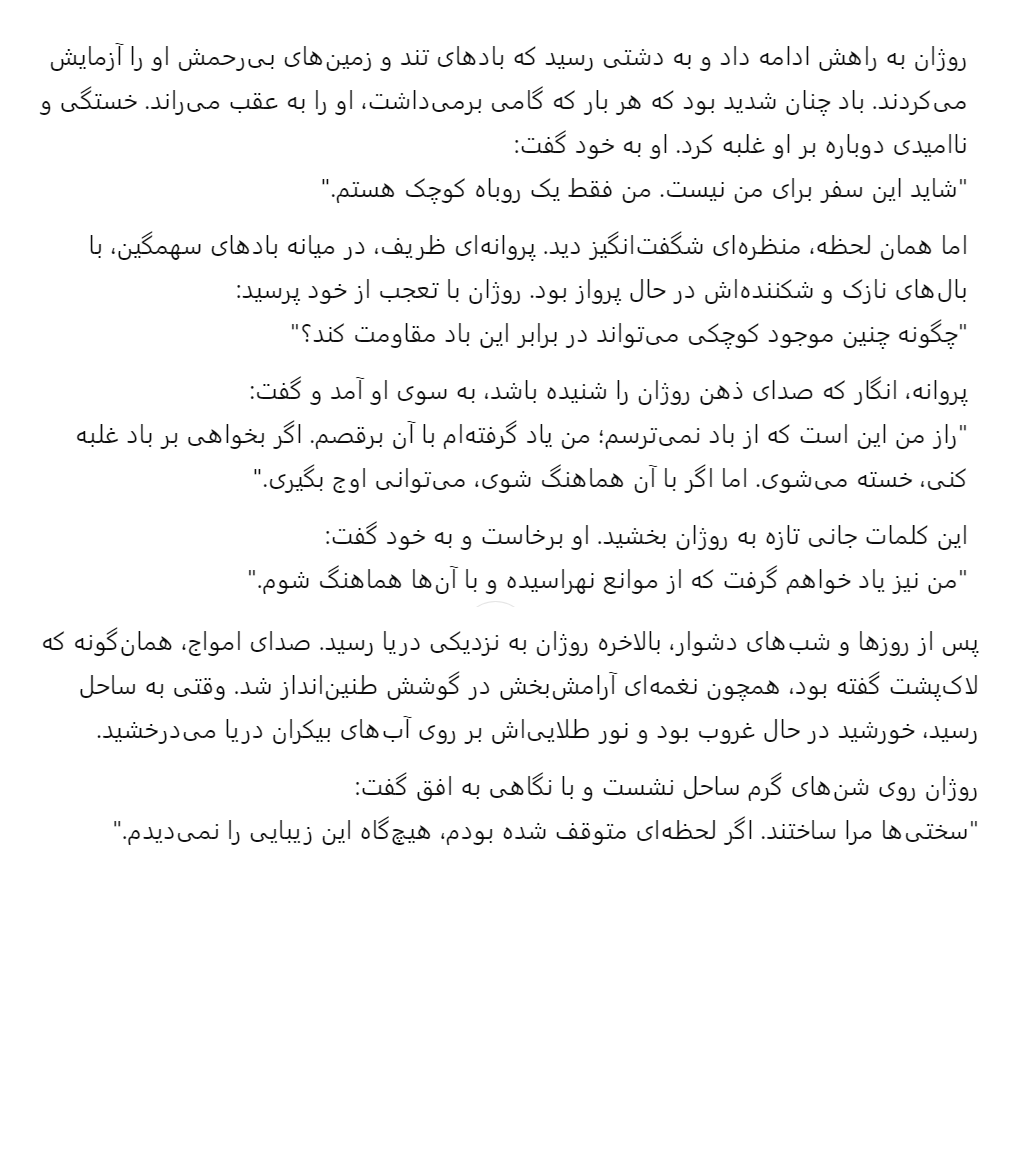 روژان به راهش ادامه داد و به دشتی رسید که بادهای تند و زمین‌های بی‌رحمش او را آزمایش
می‌کردند. باد چنان شدید بود که هر بار که گامی برمی‌داشت، او را به عقب می‌راند. خستگی و
ناامیدی دوباره بر او غلبه کرد. او به خود گفت:
"شاید این سفر برای من نیست. من فقط یک روباه کوچک هستم."
اما همان لحظه، منظره‌ای شگفت‌انگیز دید. پروانه‌ای ظریف، در میانه بادهای سهمگین، با
بال‌های نازک و شکننده‌اش در حال پرواز بود. روژان با تعجب از خود پرسید:
"چگونه چنین موجود کوچکی می‌تواند در برابر این باد مقاومت کند؟"
پروانه، انگار که صدای ذهن روژان را شنیده باشد، به سوی او آمد و گفت:
"راز من این است که از باد نمی‌ترسم؛ من یاد گرفته‌ام با آن برقصم. اگر بخواهی بر باد غلبه
کنی، خسته می‌شوی. اما اگر با آن هماهنگ شوی، می‌توانی اوج بگیری."
این کلمات جانی تازه به روژان بخشید. او برخاست و به خود گفت:
"من نیز یاد خواهم گرفت که از موانع نهراسیده و با آن‌ها هماهنگ شوم."
پس از روزها و شب‌های دشوار، بالاخره روژان به نزدیکی دریا رسید. صدای امواج، همان‌گونه که
لاک‌پشت گفته بود، همچون نغمه‌ای آرامش‌بخش در گوشش طنین‌انداز شد. وقتی به ساحل
رسید، خورشید در حال غروب بود و نور طلایی‌اش بر روی آب‌های بیکران دریا می‌درخشید.
روژان روی شن‌های گرم ساحل نشست و با نگاهی به افق گفت:
"سختی‌ها مرا ساختند. اگر لحظه‌ای متوقف شده بودم، هیچ‌گاه این زیبایی را نمی‌دیدم."